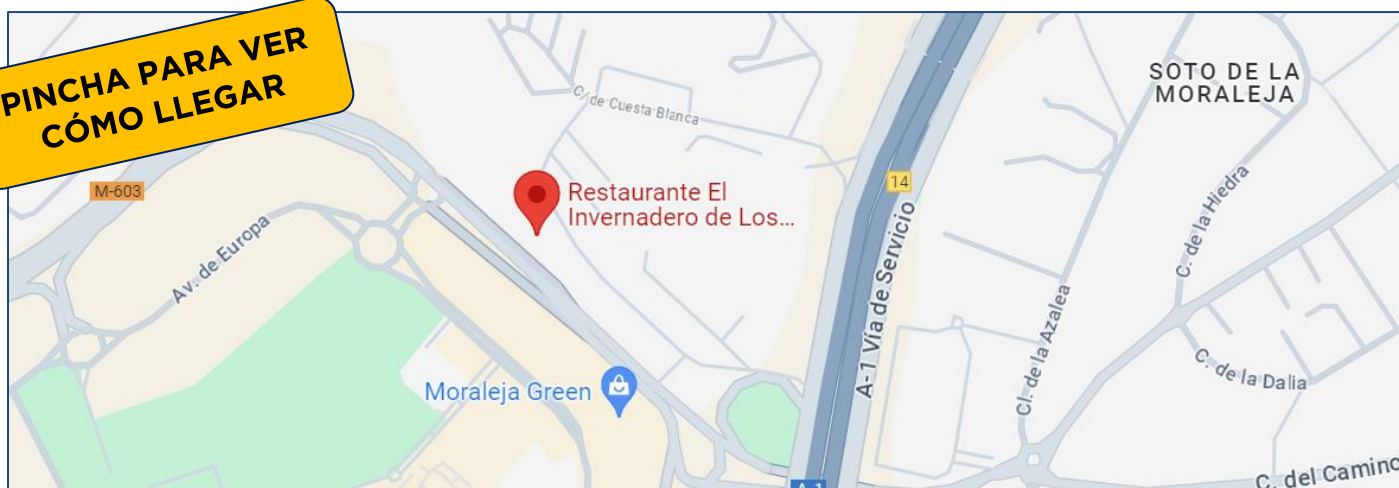 PINCHA PARA VER
CÓMO LLEGAR
SOTO DE LA
MORALEJA
C/ de Cuesta Blanca
M-603
14
Restaurante El
Invernadero de Los...
Av. de Europa
A-1 Vía de Servicio
C. de la Hiedra
Cl. de la Azalea
Moraleja Green
C. de la Dalia
C. del Camino
A-1